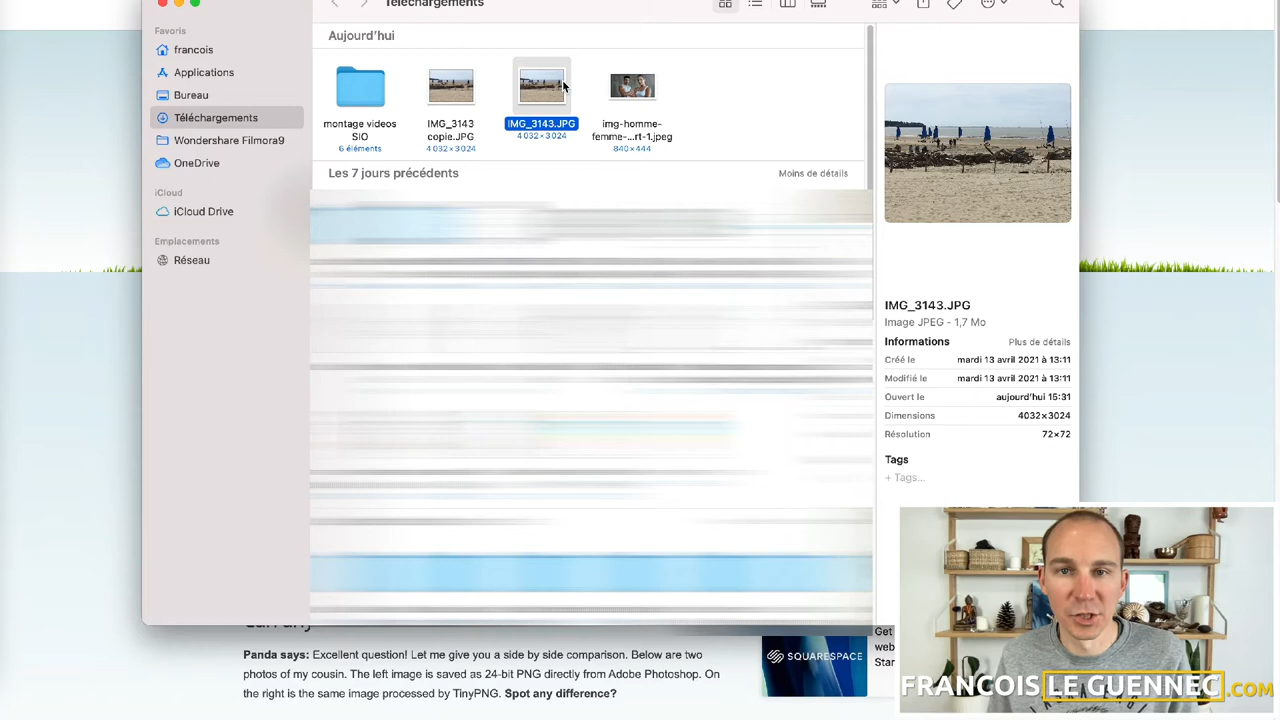 Téléchargements
Favoris
francois
Applications
Bureau
Téléchargements
Wondershare Filmora9
OneDrive
iCloud
iCloud Drive
Emplacements
Réseau
Aujourd'hui
montage videos SIO
6 éléments
IMG_3143 copie.JPG
4 032×3 024
IMG_3143.JPG
4 032×3 024
img-homme-femme-...rt-1.jpeg
840×444
Les 7 jours précédents
Moins de détails
IMG_3143.JPG
Image JPEG - 1,7 Mo
Informations
Plus de détails
Créé le
mardi 13 avril 2021 à 13:11
Modifié le
mardi 13 avril 2021 à 13:11
Ouvert le
aujourd'hui 15:31
Dimensions
4032×3024
Résolution
72×72
Tags
+ Tags...
Panda says: Excellent question! Let me give you a side by side comparison. Below are two
photos of my cousin. The left image is saved as 24-bit PNG directly from Adobe Photoshop. On
the right is the same image processed by TinyPNG. Spot any difference?
SQUARESPACE
Get
FRANCOIS LE GUENNEC.COM